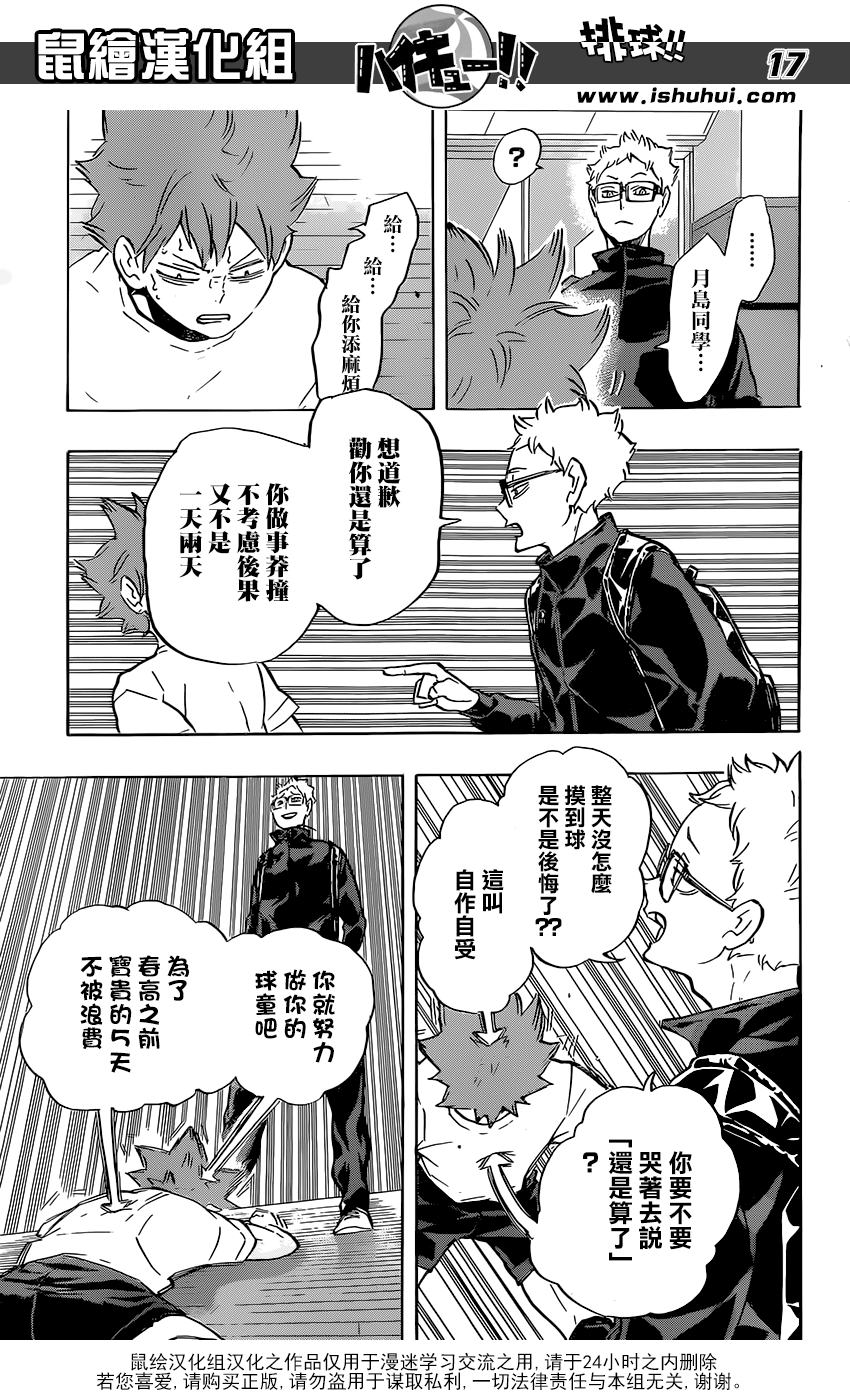 鼠繪漢化組
ハイキュー!!
排球!!
17
www.ishuhui.com
……
月島同學…
?
給…
給…
給你添麻煩
想道歉
勸你還是算了
你做事莽撞
不考慮後果
又不是
一天兩天
整天沒怎麼
摸到球
是不是後悔了??
這叫
自作自受
你要不要
哭著去說
「還是算了」
?
你就努力
做你的
球童吧
為了
春高之前
寶貴的5天
不被浪費
鼠绘汉化组汉化之作品仅用于漫迷学习交流之用, 请于24小时之内删除
若您喜爱, 请购买正版, 请勿用于谋取私利, 一切法律责任与本组无关, 谢谢。